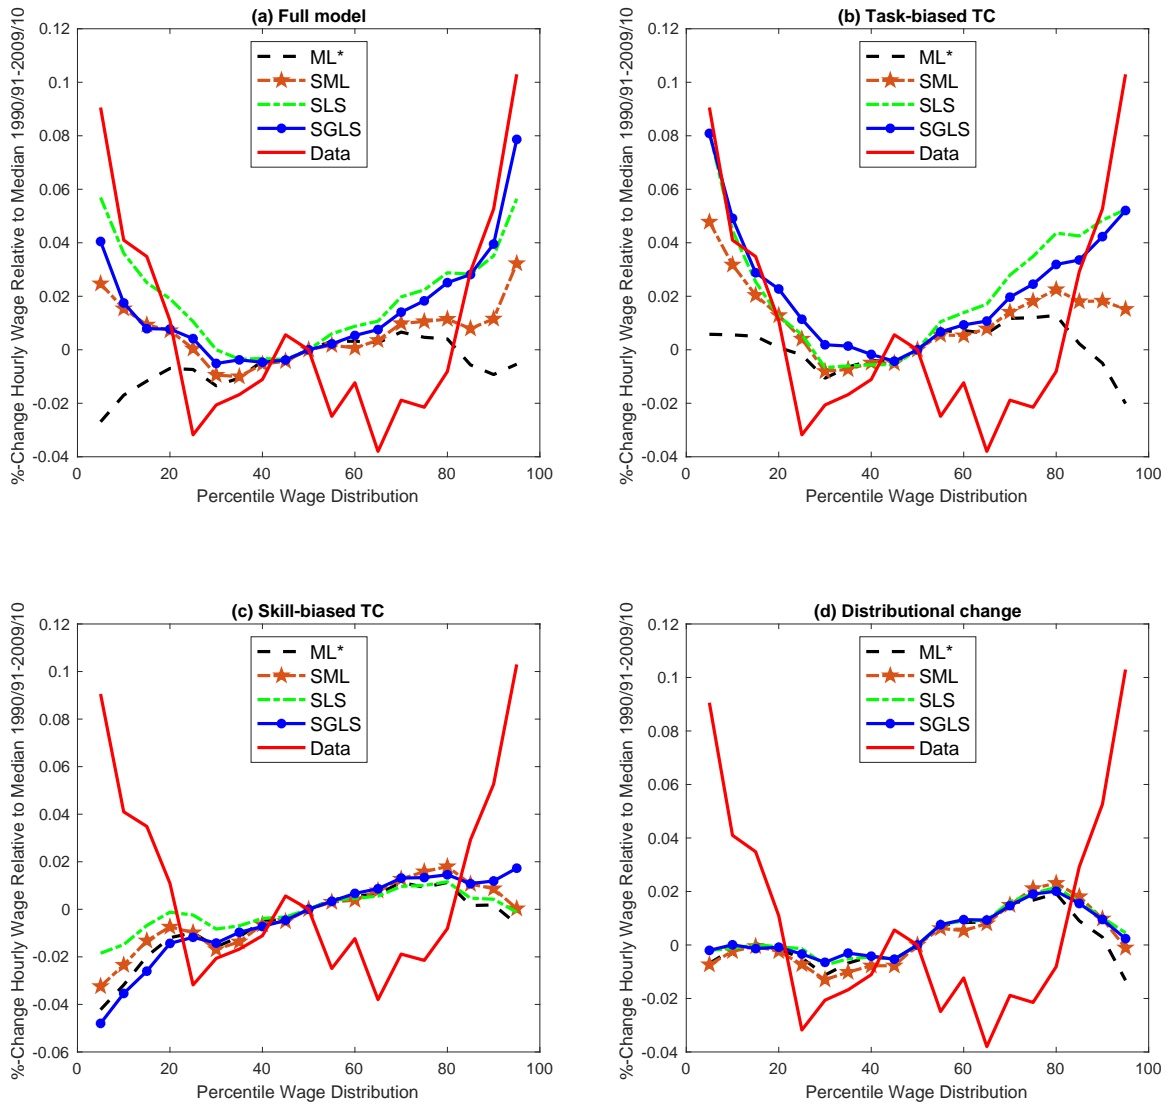 (a) Full model
%-Change Hourly Wage Relative to Median 1990/91-2009/10
0.12
0.1
0.08
0.06
0.04
0.02
0
-0.02
-0.04
ML*
SML
SLS
SGLS
Data
0 20 40 60 80 100
Percentile Wage Distribution
(b) Task-biased TC
%-Change Hourly Wage Relative to Median 1990/91-2009/10
0.12
0.1
0.08
0.06
0.04
0.02
0
-0.02
-0.04
ML*
SML
SLS
SGLS
Data
0 20 40 60 80 100
Percentile Wage Distribution
(c) Skill-biased TC
%-Change Hourly Wage Relative to Median 1990/91-2009/10
0.12
0.1
0.08
0.06
0.04
0.02
0
-0.02
-0.04
-0.06
ML*
SML
SLS
SGLS
Data
0 20 40 60 80 100
Percentile Wage Distribution
(d) Distributional change
%-Change Hourly Wage Relative to Median 1990/91-2009/10
0.12
0.1
0.08
0.06
0.04
0.02
0
-0.02
-0.04
ML*
SML
SLS
SGLS
Data
0 20 40 60 80 100
Percentile Wage Distribution